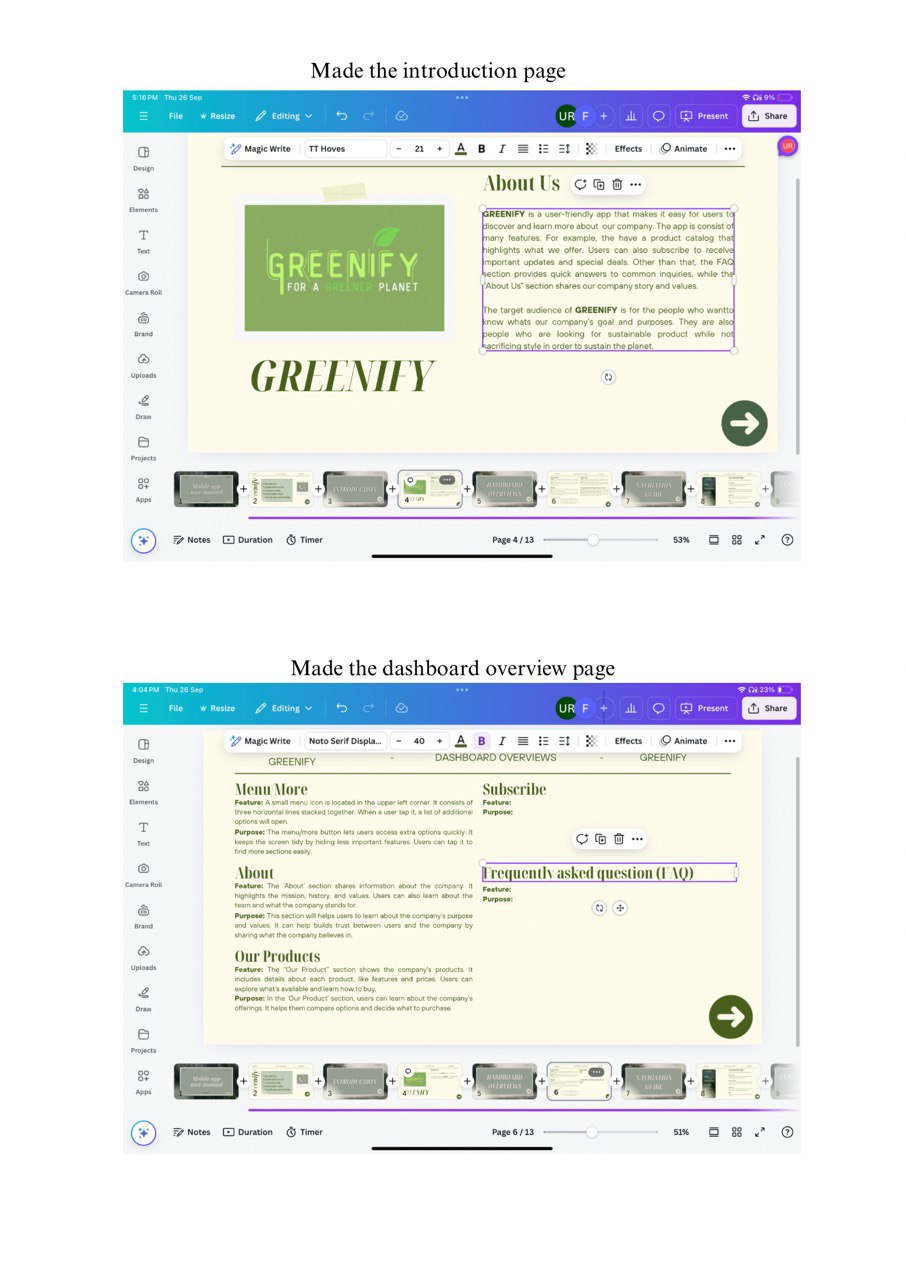 Made the introduction page
5:16 PM Thu 26 Sep
9%
File
Resize
Editing
UR
F
+
Present
Share
Magic Write
TT Hoves
– 21 +
A
B
I
Effects
Animate
UR
Design
Elements
Text
Camera Roll
Brand
Uploads
Draw
Projects
Apps
GREENIFY
FOR A GREENER PLANET
GREENIFY
About Us
GREENIFY is a user-friendly app that makes it easy for users to
discover and learn more about our company. The app is consist of
many features. For example, the have a product catalog that
highlights what we offer. Users can also subscribe to receive
important updates and special deals. Other than that, the FAQ
section provides quick answers to common inquiries, while the
"About Us" section shares our company story and values.
The target audience of GREENIFY is for the people who wantto
know whats our company's goal and purposes. They are also
people who are looking for sustainable product while not
sacrificing style in order to sustain the planet.
Mobile app
user manual
1
2
INTRODUCTION
3
4
DASHBOARD
OVERVIEWS
5
6
NAVIGATION
GUIDE
7
8
9
Notes
Duration
Timer
Page 4 / 13
53%
Made the dashboard overview page
4:04 PM Thu 26 Sep
23%
File
Resize
Editing
UR
F
+
Present
Share
Magic Write
Noto Serif Displa...
– 40 +
A
B
I
Effects
Animate
Design
Elements
Text
Camera Roll
Brand
Uploads
Draw
Projects
Apps
GREENIFY - DASHBOARD OVERVIEWS - GREENIFY
Menu More
Feature: A small menu icon is located in the upper left corner. It consists of
three horizontal lines stacked together. When a user tap it, a list of additional
options will open.
Purpose: The menu/more button lets users access extra options quickly. It
keeps the screen tidy by hiding less important features. Users can tap it to
find more sections easily.
About
Feature: The 'About' section shares information about the company. It
highlights the mission, history, and values. Users can also learn about the
team and what the company stands for.
Purpose: This section will helps users to learn about the company's purpose
and values. It can help builds trust between users and the company by
sharing what the company believes in.
Our Products
Feature: The "Our Product" section shows the company's products. It
includes details about each product, like features and prices. Users can
explore what's available and learn how to buy.
Purpose: In the 'Our Product' section, users can learn about the company's
offerings. It helps them compare options and decide what to purchase.
Subscribe
Feature:
Purpose:
Frequently asked question (FAQ)
Feature:
Purpose:
Mobile app
user manual
1
2
INTRODUCTION
3
4
DASHBOARD
OVERVIEWS
5
6
NAVIGATION
GUIDE
7
8
9
Notes
Duration
Timer
Page 6 / 13
51%